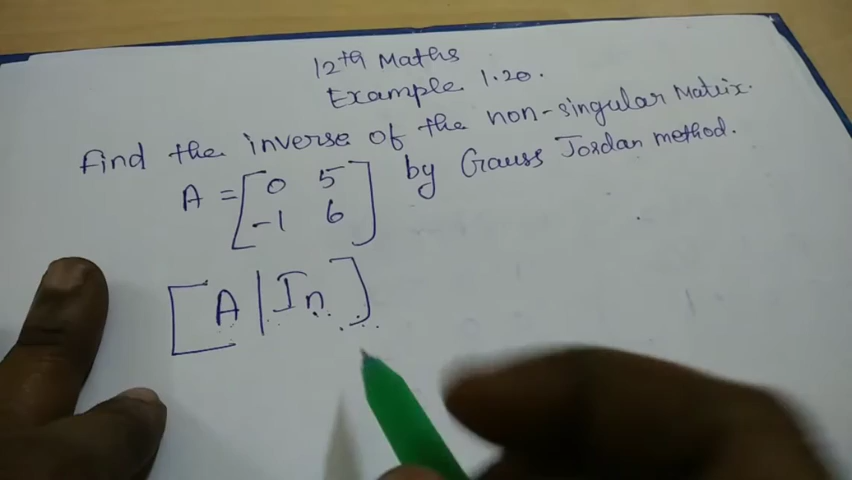 12th Maths
Example 1.20.
Find the inverse of the non-singular Matrix.
A = [0 5
-1 6] by Gauss Jordan method.
[A | In]